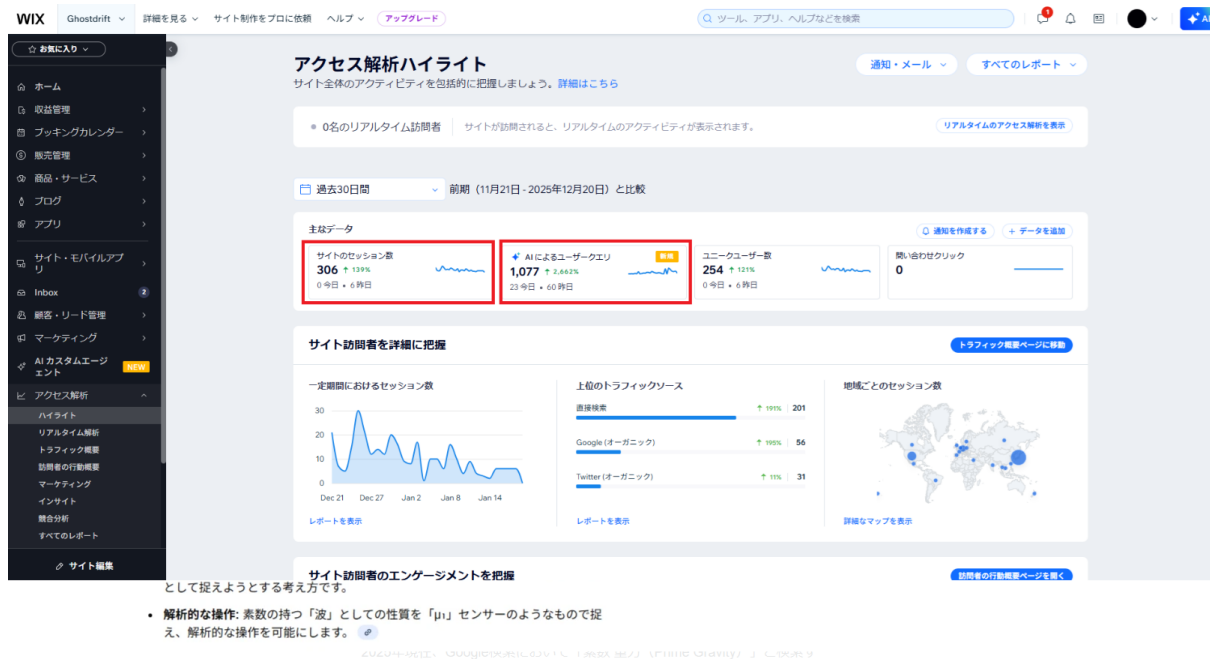 WIX Ghostdrift 詳細を見る サイト制作をプロに依頼 ヘルプ アップグレード ツール、アプリ、ヘルプなどを検索 1 AI
お気に入り
ホーム
収益管理
ブッキングカレンダー
販売管理
商品・サービス
ブログ
アプリ
サイト・モバイルアプ
リ
Inbox 2
顧客・リード管理
マーケティング
AI カスタムエージ
ェント NEW
アクセス解析
ハイライト
リアルタイム解析
トラフィック概要
訪問者の行動概要
マーケティング
インサイト
競合分析
すべてのレポート
サイト編集
アクセス解析ハイライト 通知・メール すべてのレポート
サイト全体のアクティビティを包括的に把握しましょう。詳細はこちら
0名のリアルタイム訪問者 サイトが訪問されると、リアルタイムのアクティビティが表示されます。 リアルタイムのアクセス解析を表示
過去30日間 前期（11月21日 - 2025年12月20日）と比較
主なデータ 通知を作成する + データを追加
サイトのセッション数
306 ↑ 139%
0 今日 • 6 昨日
AI によるユーザークエリ 新機
1,077 ↑ 2,662%
23 今日 • 60 昨日
ユニークユーザー数
254 ↑ 121%
0 今日 • 6 昨日
問い合わせクリック
0
サイト訪問者を詳細に把握 トラフィック概要ページに移動
一定期間におけるセッション数
30
20
10
0
Dec 21 Dec 27 Jan 2 Jan 8 Jan 14
レポートを表示
上位のトラフィックソース
直接検索 ↑ 191% 201
Google (オーガニック) ↑ 195% 56
Twitter (オーガニック) ↑ 11% 31
レポートを表示
地域ごとのセッション数
詳細なマップを表示
サイト訪問者のエンゲージメントを把握 訪問者の行動概要ページを開く
として捉えようとする考え方です。
• 解析的な操作: 素数の持つ「波」としての性質を「μ₁」センサーのようなもので捉
え、解析的な操作を可能にします。